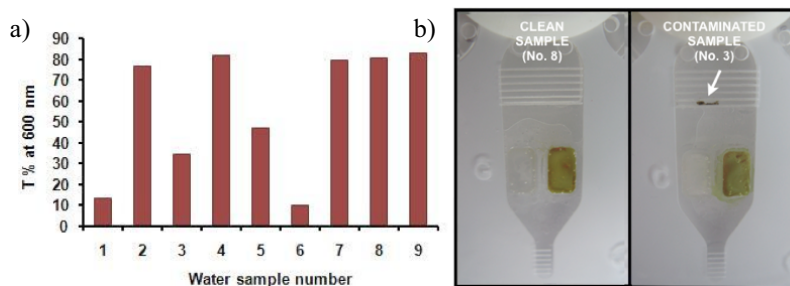 a)
T % at 600 nm
90
80
70
60
50
40
30
20
10
0
1 2 3 4 5 6 7 8 9
Water sample number
b)
CLEAN
SAMPLE
(No. 8)
CONTAMINATED
SAMPLE
(No. 3)